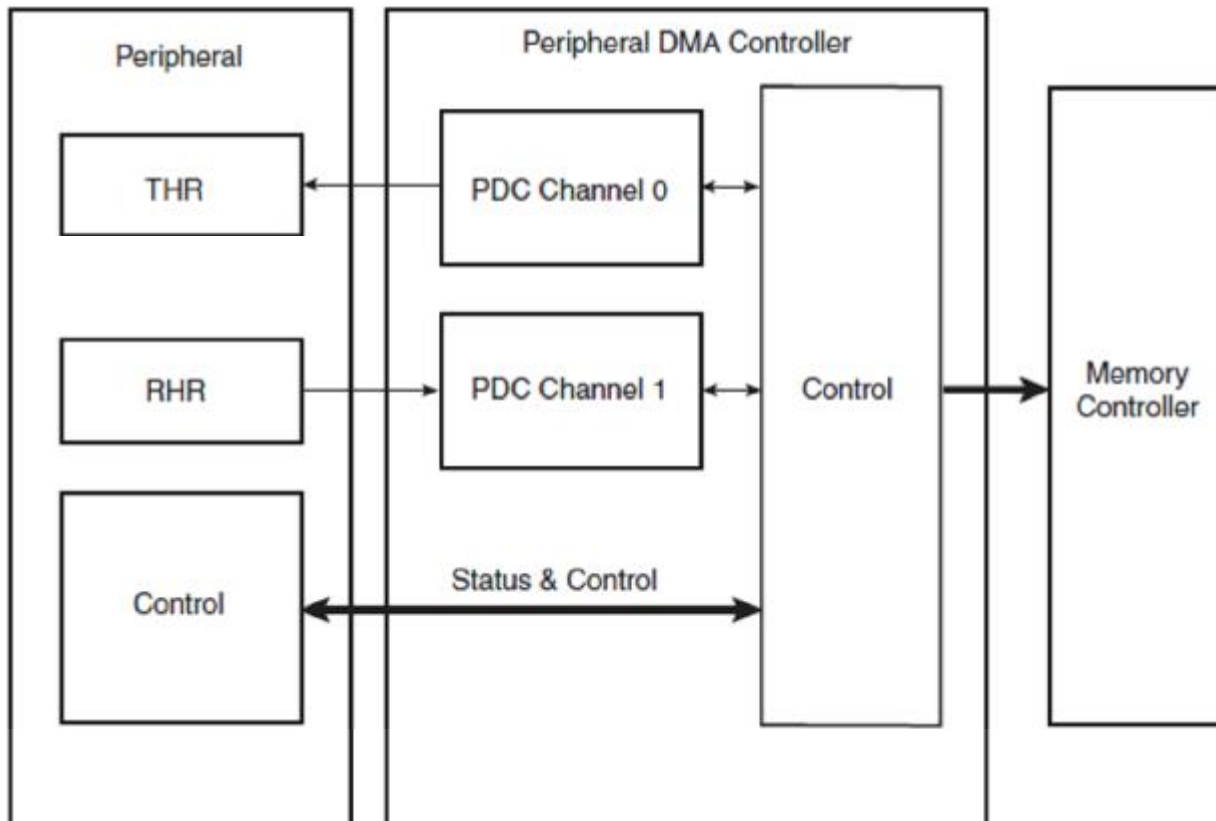 Peripheral
Peripheral DMA Controller
THR
PDC Channel 0
RHR
PDC Channel 1
Control
Memory
Controller
Status & Control
Control